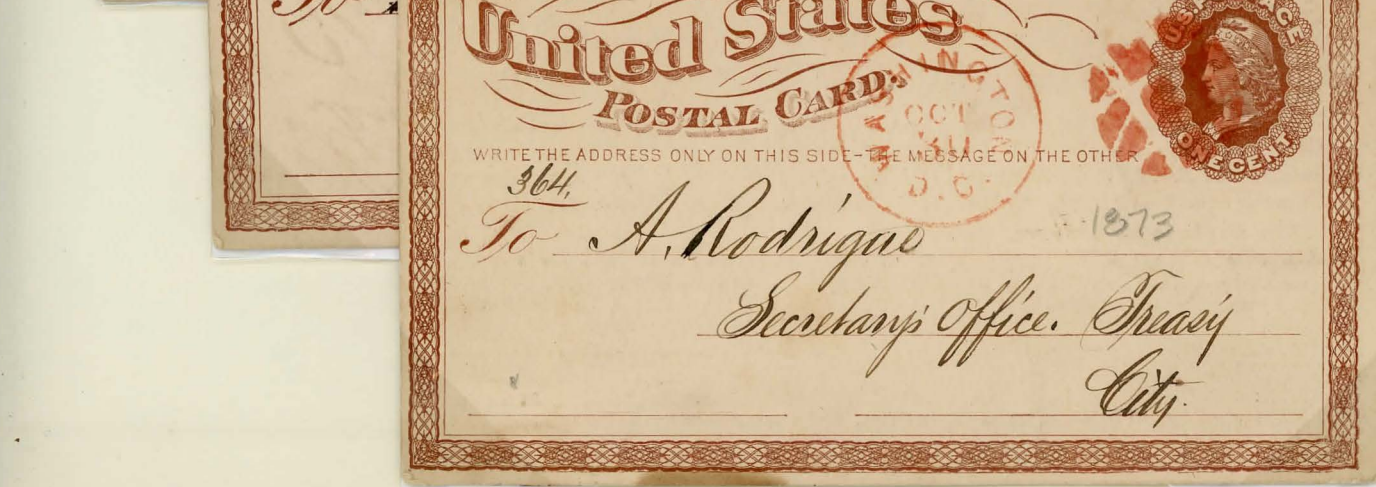 To
United States
POSTAL CARD.
WASHINGTON
OCT
D.C.
U.S. POSTAGE
ONE CENT
WRITE THE ADDRESS ONLY ON THIS SIDE-THE MESSAGE ON THE OTHER
364.
To A. Rodrigue
1873
Secretary's Office. Treasy
City.